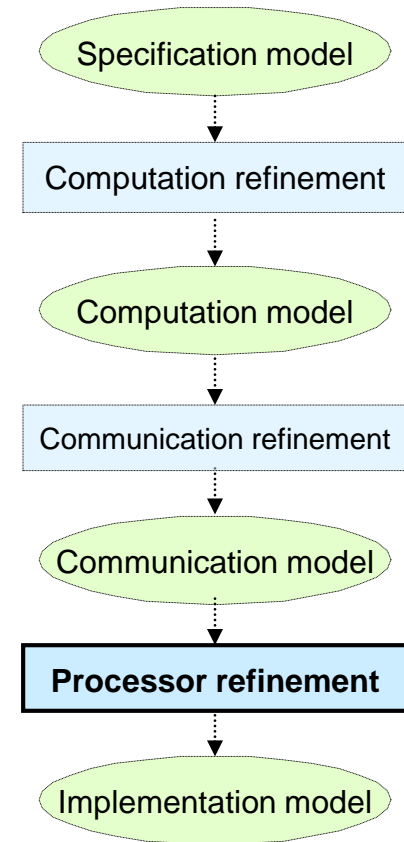 Specification model
Computation refinement
Computation model
Communication refinement
Communication model
Processor refinement
Implementation model